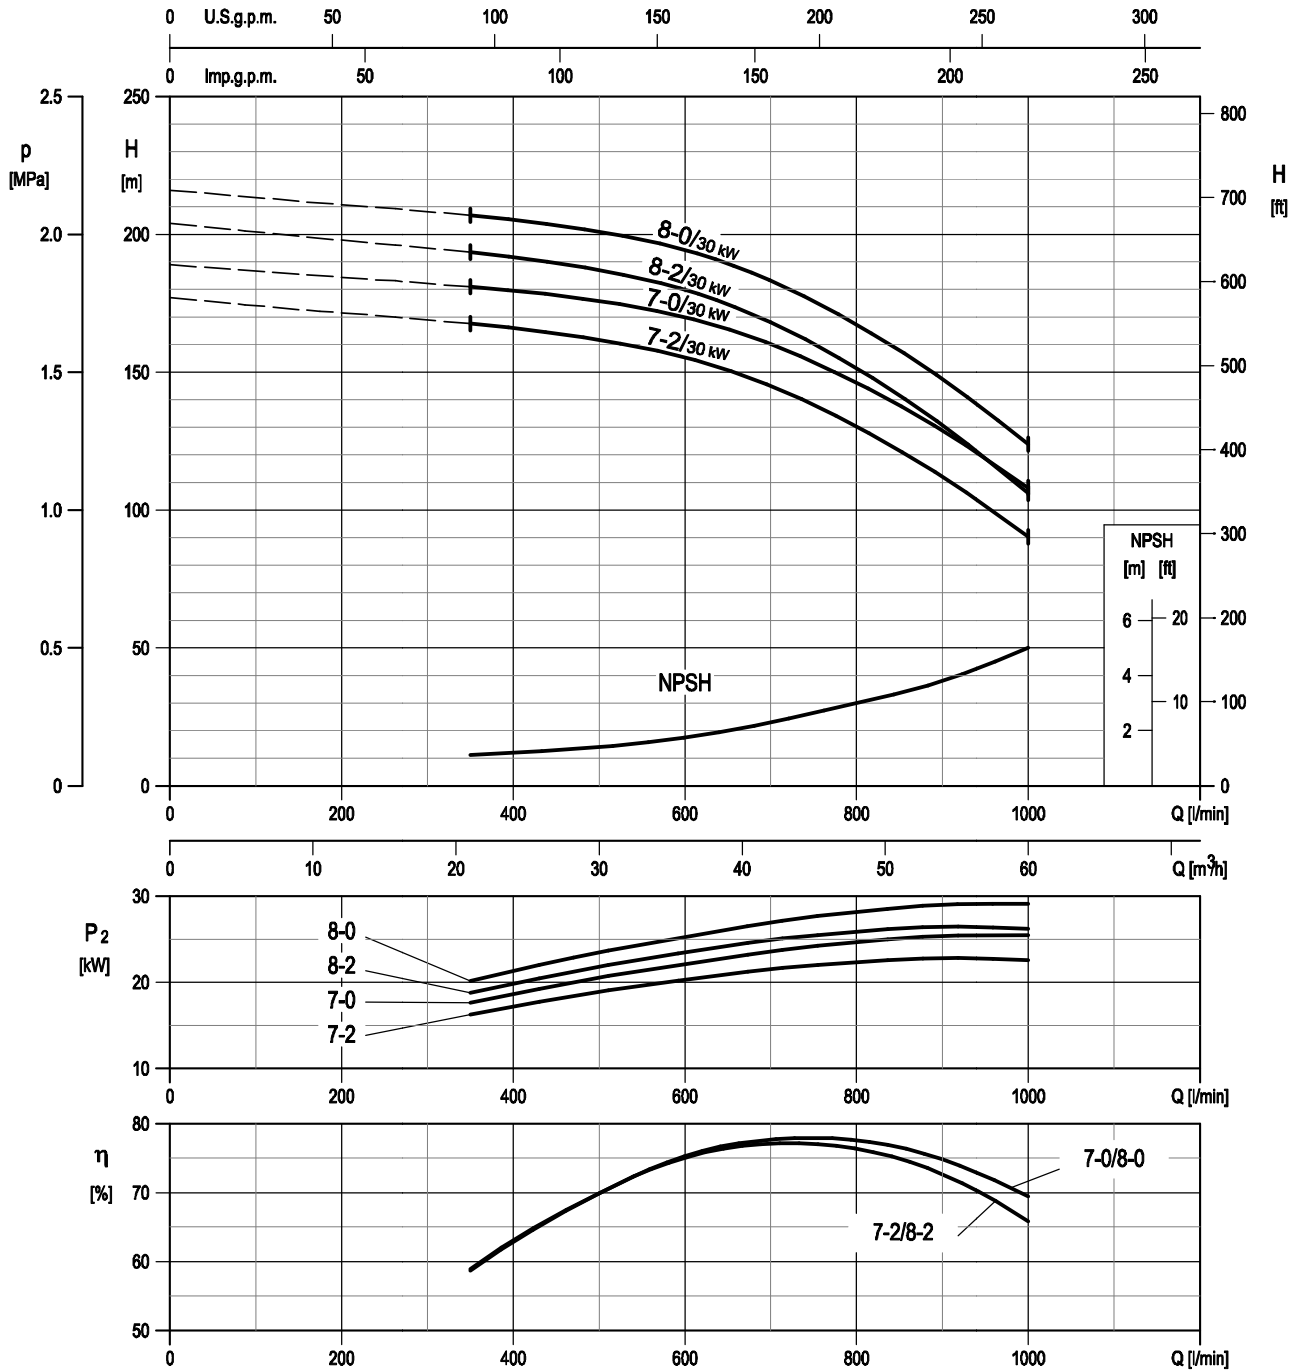 0 U.S.g.p.m. 50 100 150 200 250 300
0 Imp.g.p.m. 50 100 150 200 250
p
[MPa]
2.5
2.0
1.5
1.0
0.5
0
H
[m]
250
200
150
100
50
0
H
[ft]
800
700
600
500
400
300
200
100
0
8-0/30 kW
8-2/30 kW
7-0/30 kW
7-2/30 kW
NPSH
NPSH
[m] [ft]
6 20
4 10
2
0 200 400 600 800 1000 Q [l/min]
0 10 20 30 40 50 60 Q [m³h]
P2
[kW]
30
20
10
8-0
8-2
7-0
7-2
0 200 400 600 800 1000 Q [l/min]
η
[%]
80
70
60
50
7-0/8-0
7-2/8-2
0 200 400 600 800 1000 Q [l/min]